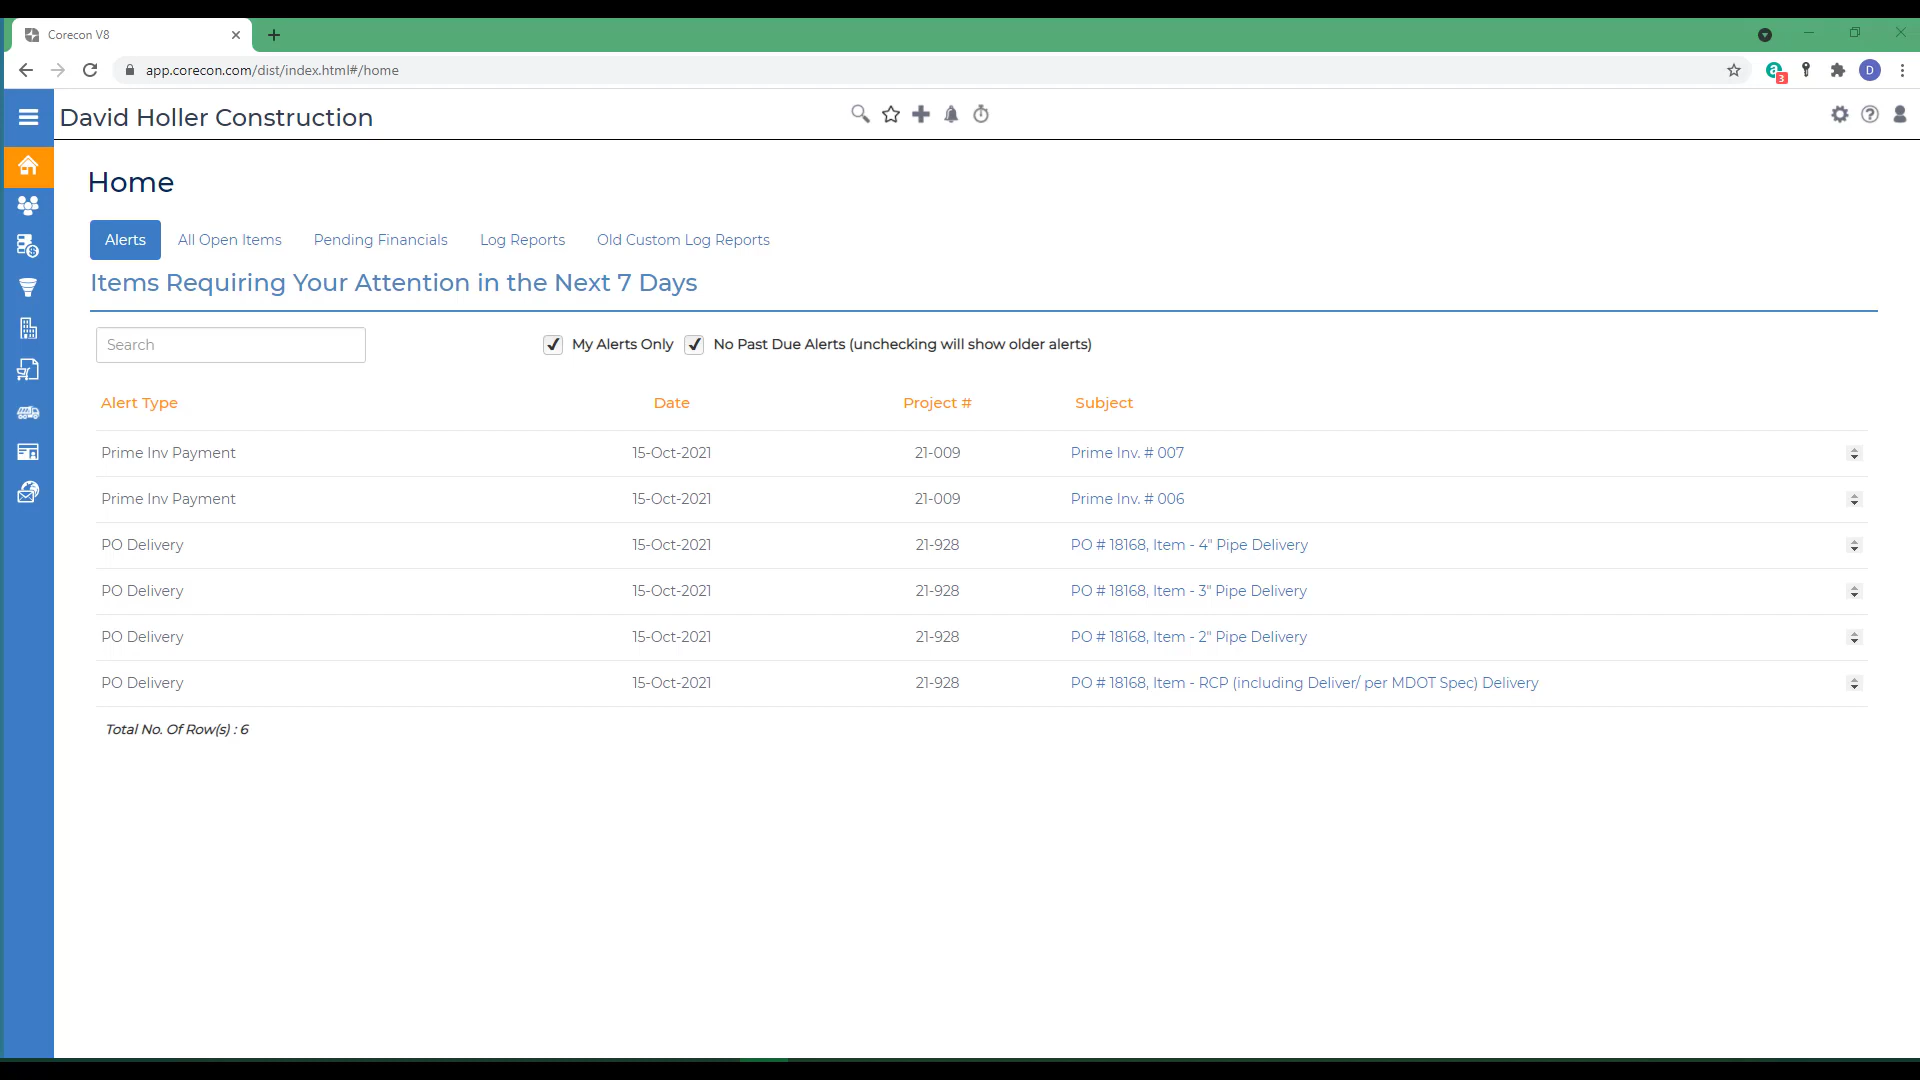 Corecon V8
app.corecon.com/dist/index.html#/home
3
D
David Holler Construction
Home
Alerts All Open Items Pending Financials Log Reports Old Custom Log Reports
Items Requiring Your Attention in the Next 7 Days
Search
My Alerts Only No Past Due Alerts (unchecking will show older alerts)
Alert Type Date Project # Subject
Prime Inv Payment 15-Oct-2021 21-009 Prime Inv. # 007
Prime Inv Payment 15-Oct-2021 21-009 Prime Inv. # 006
PO Delivery 15-Oct-2021 21-928 PO # 18168, Item - 4" Pipe Delivery
PO Delivery 15-Oct-2021 21-928 PO # 18168, Item - 3" Pipe Delivery
PO Delivery 15-Oct-2021 21-928 PO # 18168, Item - 2" Pipe Delivery
PO Delivery 15-Oct-2021 21-928 PO # 18168, Item - RCP (including Deliver/ per MDOT Spec) Delivery
Total No. Of Row(s) : 6